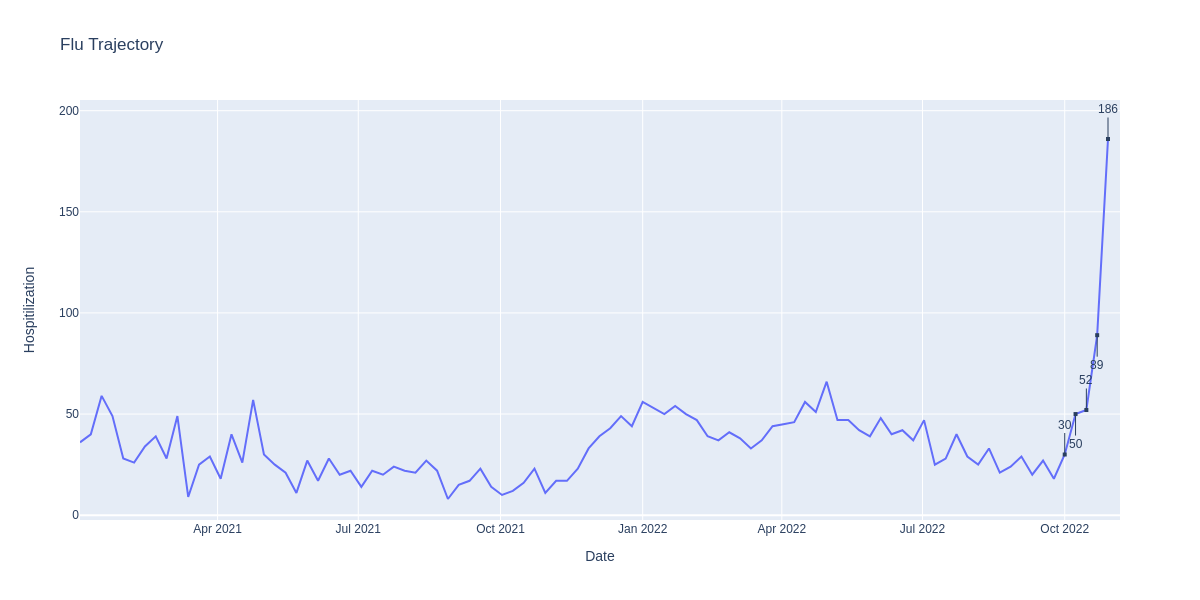 Flu Trajectory
Hospitilization
200
150
100
50
0
186
89
52
30
50
Apr 2021
Jul 2021
Oct 2021
Jan 2022
Apr 2022
Jul 2022
Oct 2022
Date